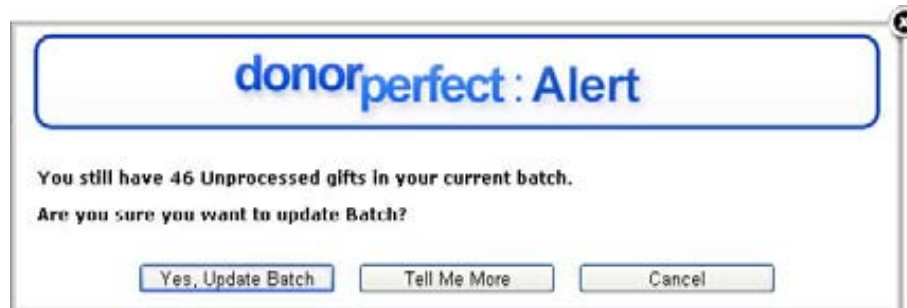 donorperfect : Alert
You still have 46 Unprocessed gifts in your current batch.
Are you sure you want to update Batch?
Yes, Update Batch Tell Me More Cancel